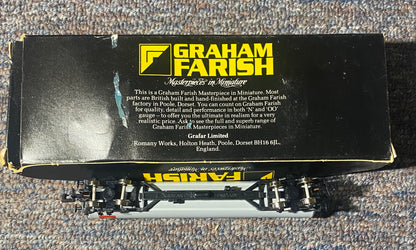 GRAHAM
FARISH
Masterpieces in Miniature
This is a Graham Farish Masterpiece in Miniature. Most
parts are British built and hand-finished at the Graham Farish
factory in Poole, Dorset. You can count on Graham Farish
for quality, detail and performance in both 'N' and 'OO'
gauge – to offer you the ultimate in realism for a very
realistic price. Ask to see the full and superb range of
Graham Farish Masterpieces in Miniature.
Grafar Limited
Romany Works, Holton Heath, Poole, Dorset BH16 6JL,
England.
FARISH